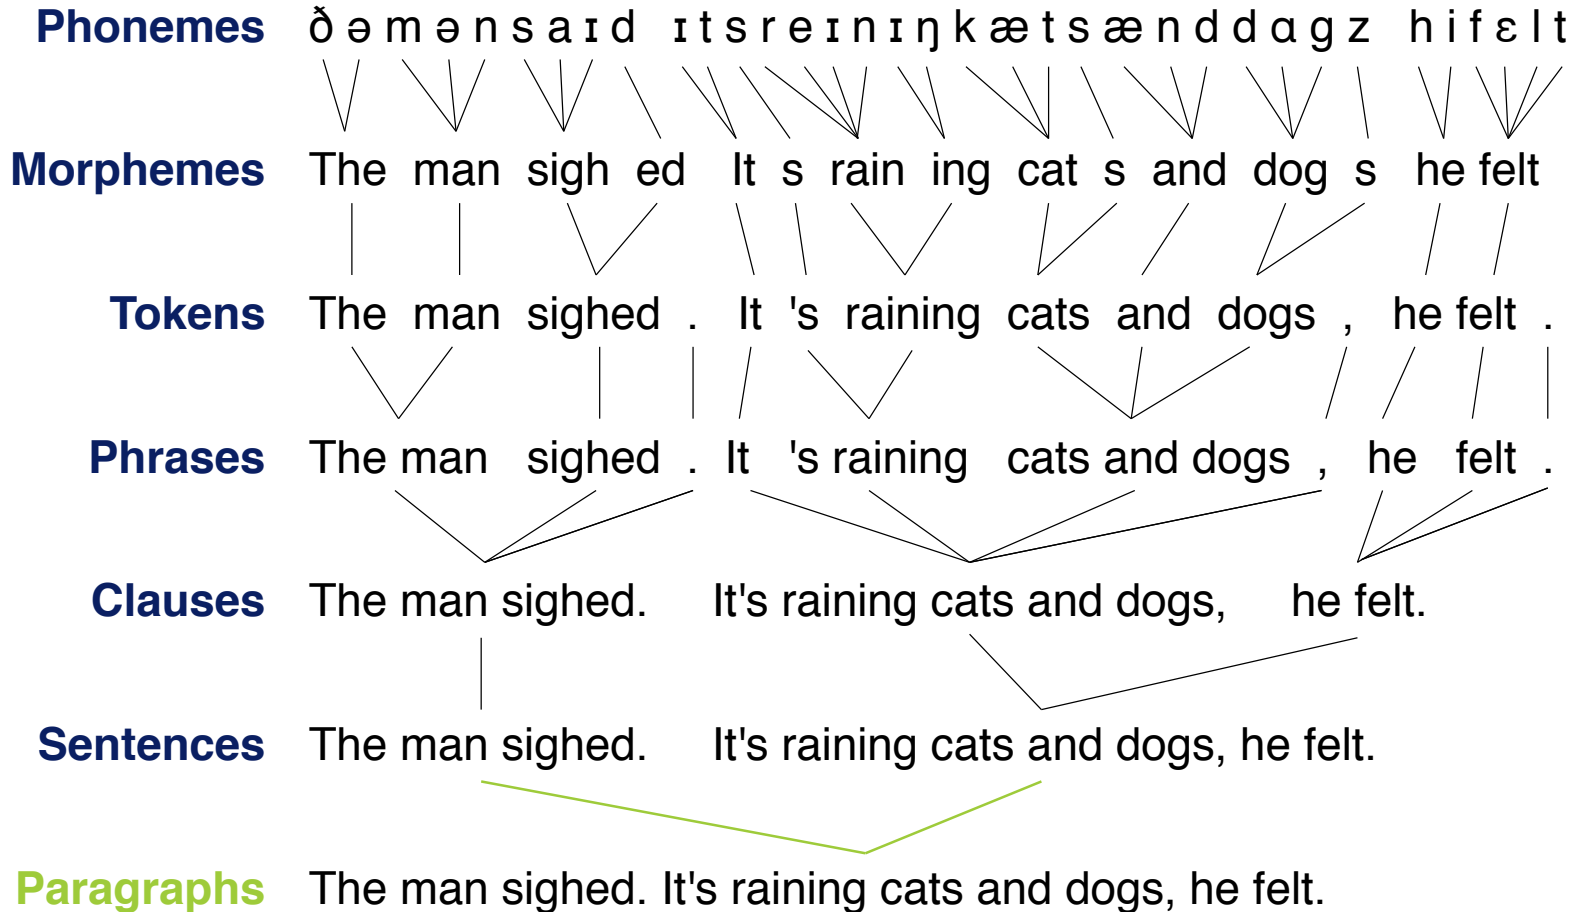 Phonemes ð ə m ə n s a ɪ d ɪ t s r e ɪ n ɪ ŋ k æ t s æ n d d ɑ g z h i f ɛ l t
Morphemes The man sigh ed It s rain ing cat s and dog s he felt
Tokens The man sighed . It 's raining cats and dogs , he felt .
Phrases The man sighed . It 's raining cats and dogs , he felt .
Clauses The man sighed. It's raining cats and dogs, he felt.
Sentences The man sighed. It's raining cats and dogs, he felt.
Paragraphs The man sighed. It's raining cats and dogs, he felt.